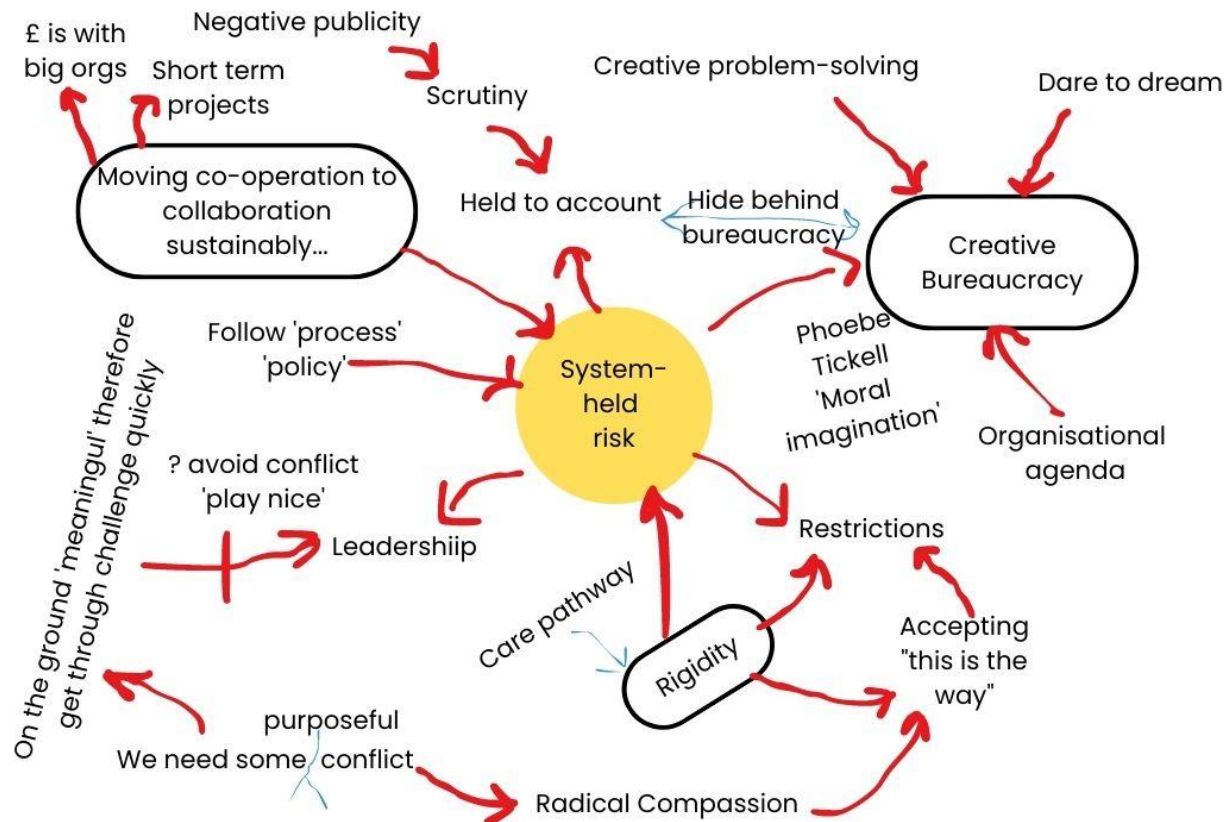 £ is with
big orgs
Short term
projects
Negative publicity
Scrutiny
Creative problem-solving
Dare to dream
Moving co-operation to
collaboration
sustainably...
Held to account
Hide behind
bureaucracy
Creative
Bureaucracy
Follow 'process'
'policy'
System-
held
risk
Phoebe
Tickell
'Moral
imagination'
Organisational
agenda
On the ground 'meaningul' therefore
get through challenge quickly
? avoid conflict
'play nice'
Leadershiip
Restrictions
Care pathway
Rigidity
Accepting
"this is the
way"
purposeful
We need some conflict
Radical Compassion